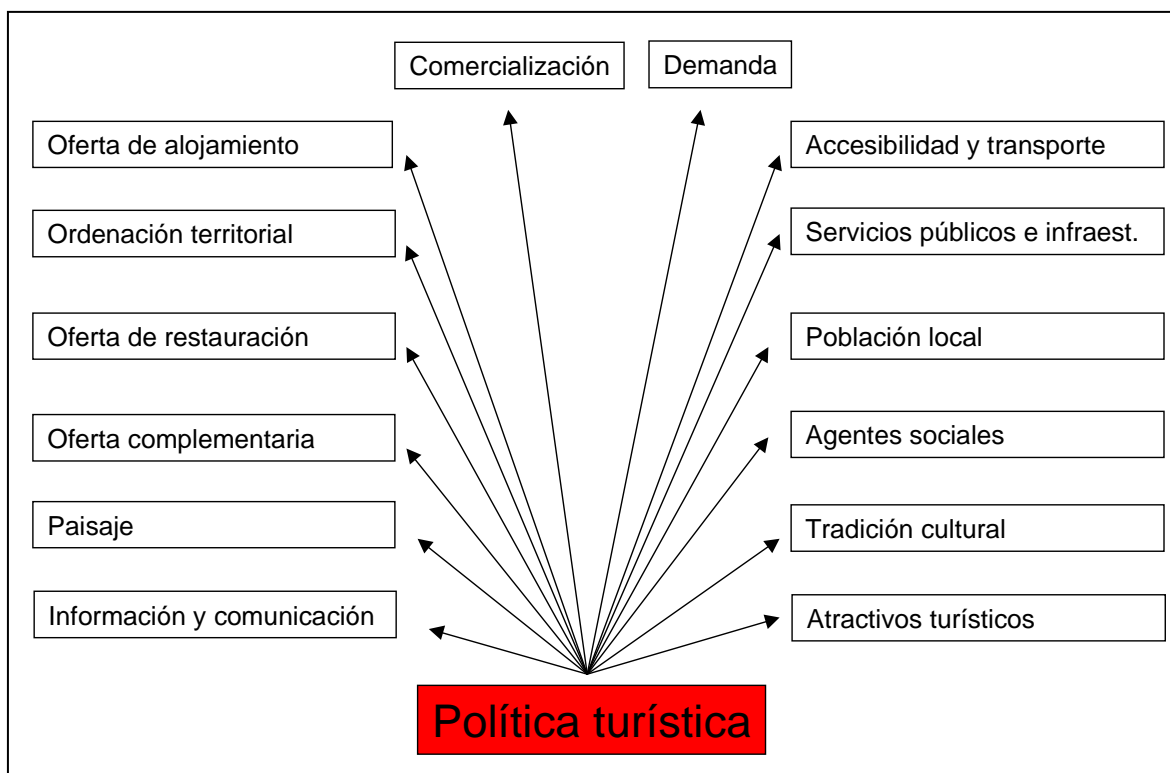 Comercialización
Demanda
Oferta de alojamiento
Accesibilidad y transporte
Ordenación territorial
Servicios públicos e infraest.
Oferta de restauración
Población local
Oferta complementaria
Agentes sociales
Paisaje
Tradición cultural
Información y comunicación
Atractivos turísticos
Política turística